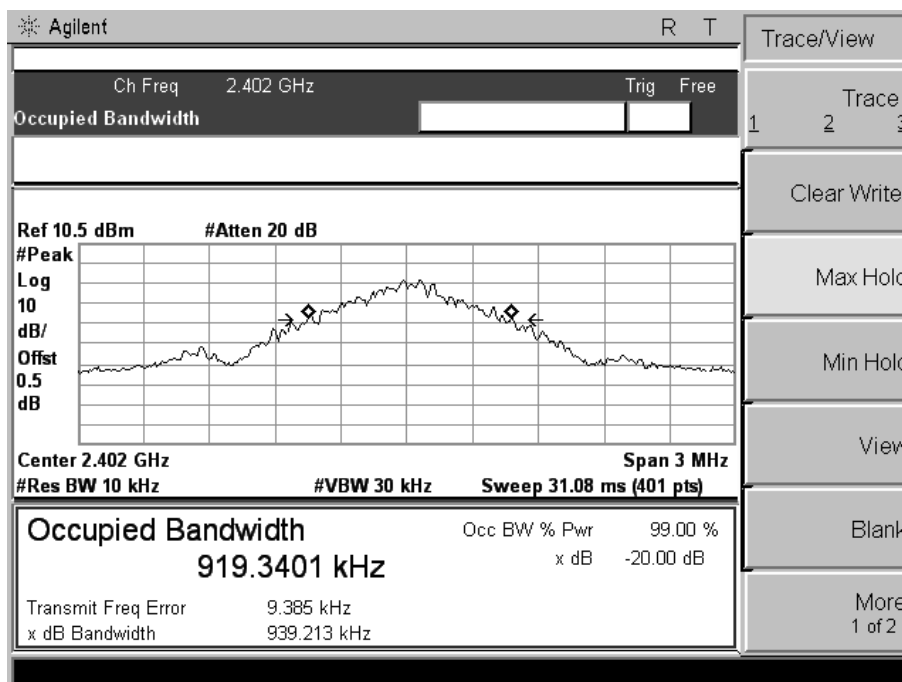 Agilent R T
Ch Freq 2.402 GHz Trig Free
Occupied Bandwidth
Ref 10.5 dBm #Atten 20 dB
#Peak
Log
10
dB/
Offst
0.5
dB
Center 2.402 GHz Span 3 MHz
#Res BW 10 kHz #VBW 30 kHz Sweep 31.08 ms (401 pts)
Occupied Bandwidth
919.3401 kHz
Occ BW % Pwr 99.00 %
x dB -20.00 dB
Transmit Freq Error 9.385 kHz
x dB Bandwidth 939.213 kHz
Trace/View
Trace
1 2 3
Clear Write
Max Hold
Min Hold
View
Blank
More
1 of 2